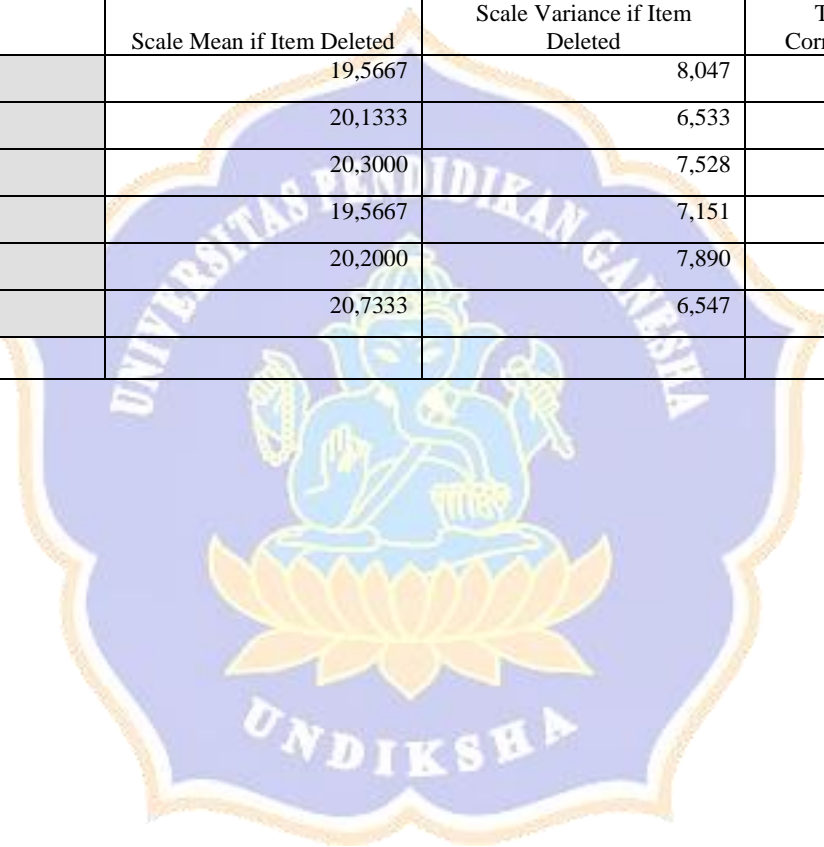 Scale Mean if Item Deleted Scale Variance if Item Deleted
19,5667 8,047
20,1333 6,533
20,3000 7,528
19,5667 7,151
20,2000 7,890
20,7333 6,547
UNIVERSITAS PENDIDIKAN GANESHA
UNDIKSHA